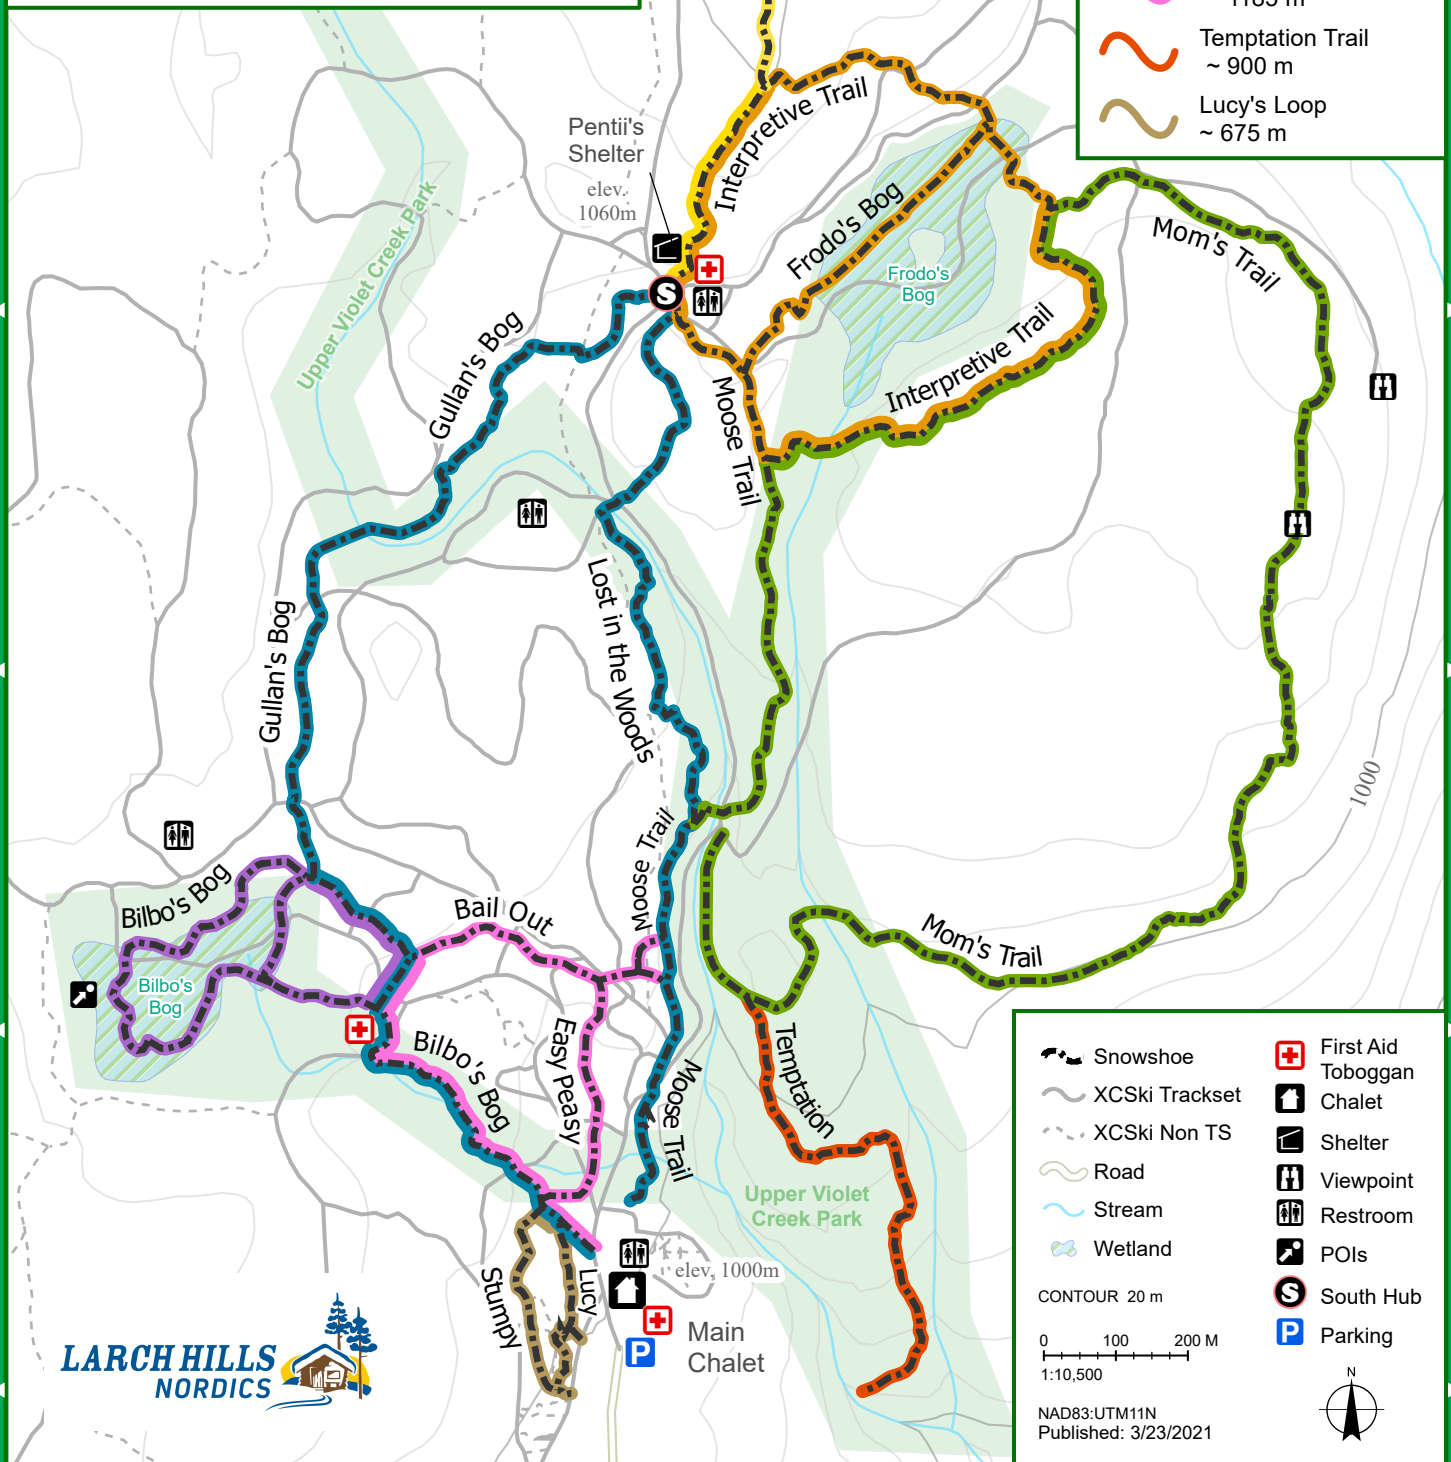 1185 m
Temptation Trail
~ 900 m
Lucy's Loop
~ 675 m
Pentii's
Shelter
elev.
1060m
Interpretive Trail
Upper Violet Creek Park
Frodo's Bog
Frodo's
Bog
Mom's Trail
S
Gullan's Bog
Interpretive Trail
Moose Trail
Lost in the Woods
Gullan's Bog
1000
Moose Trail
Bilbo's Bog
Bail Out
Mom's Trail
Bilbo's
Bog
Bilbo's Bog
Easy Peasy
Moose Trail
Temptation
Upper Violet
Creek Park
elev. 1000m
Stumpy
Lucy
Main
Chalet
P
LARCH HILLS
NORDICS
Snowshoe
XCSki Trackset
XCSki Non TS
Road
Stream
Wetland
First Aid
Toboggan
Chalet
Shelter
Viewpoint
Restroom
POIs
S South Hub
P Parking
CONTOUR 20 m
0 100 200 M
1:10,500
NAD83:UTM11N
Published: 3/23/2021
N